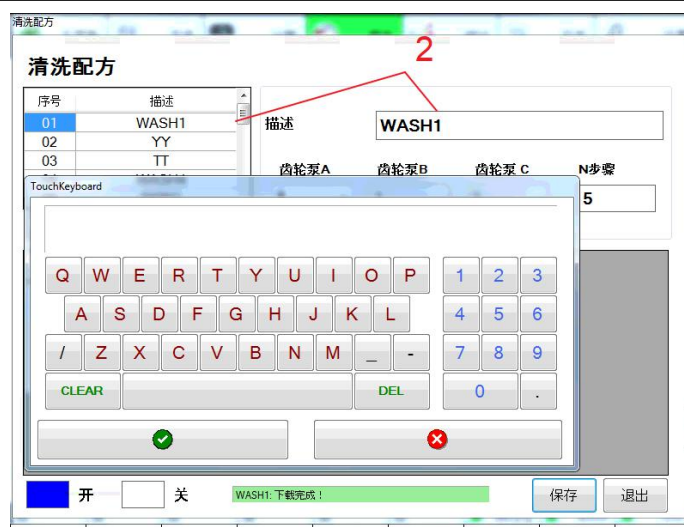 清洗配方
清洗配方
2
序号 描述
01 WASH1
02 YY
03 TT
描述 WASH1
齿轮泵A 齿轮泵B 齿轮泵 C N步骤
5
TouchKeyboard
Q W E R T Y U I O P 1 2 3
A S D F G H J K L 4 5 6
/ Z X C V B N M _ - 7 8 9
CLEAR DEL 0 .
开 关 WASH1: 下载完成！ 保存 退出